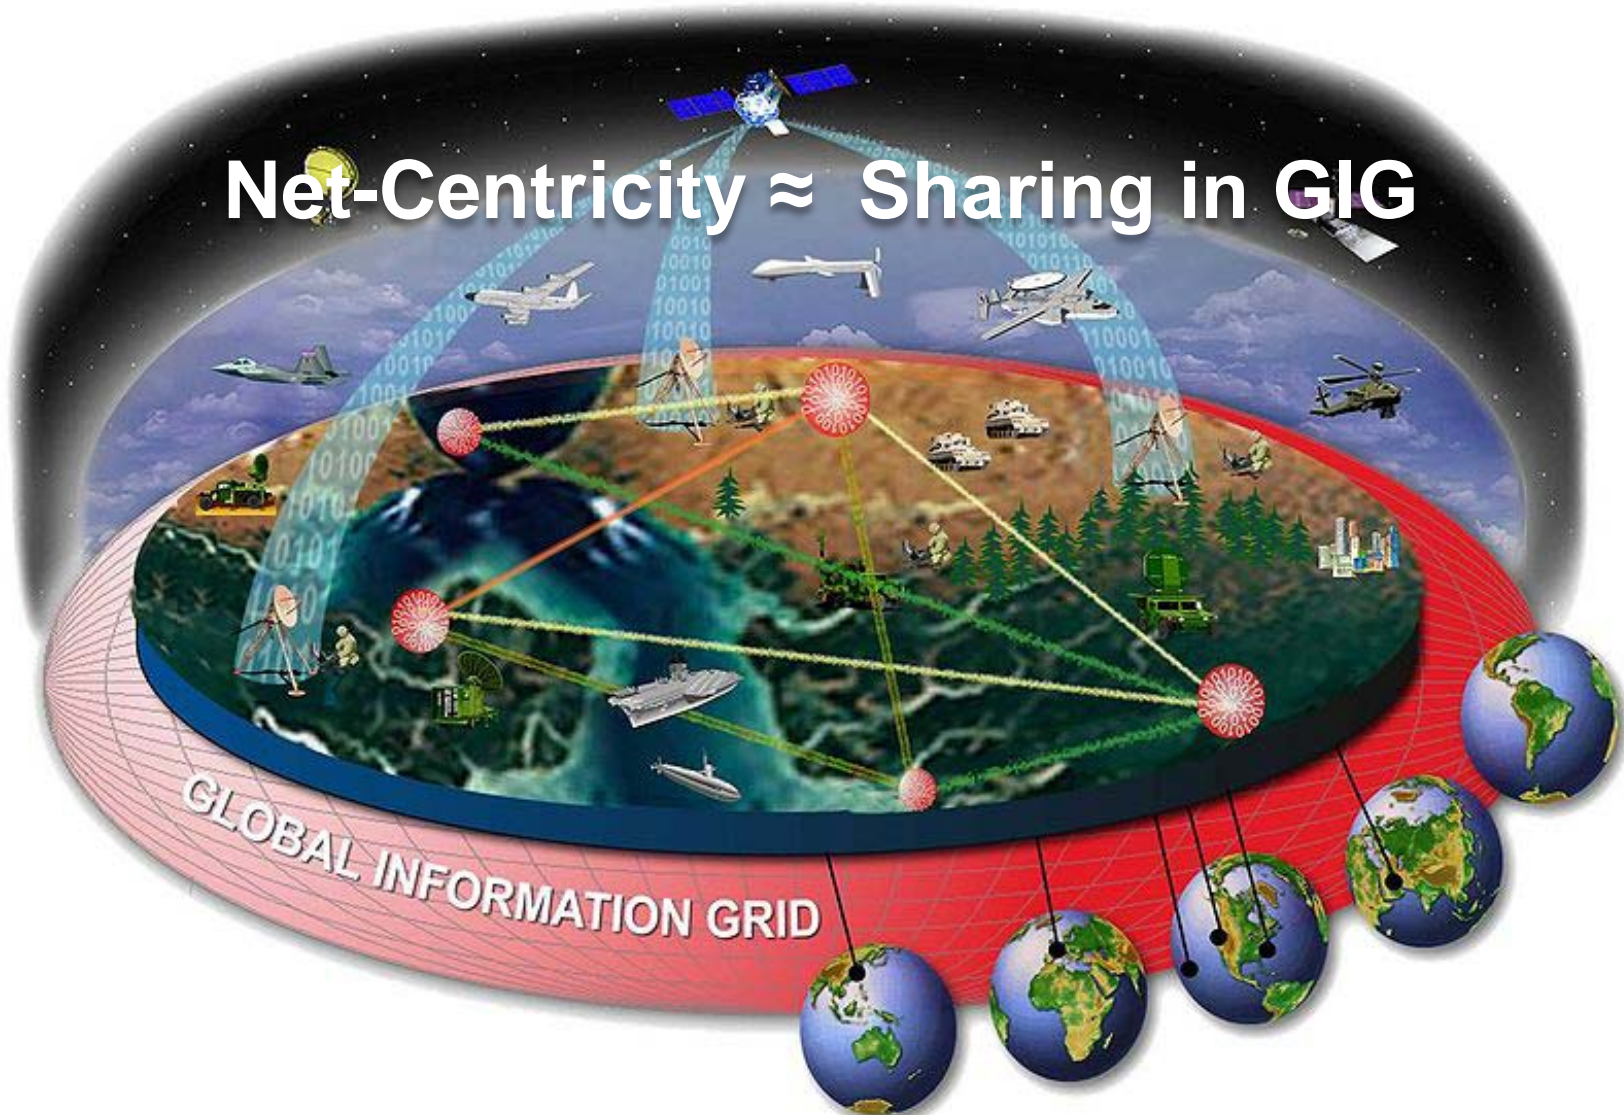 Net-Centricity ≈ Sharing in GIG
GLOBAL INFORMATION GRID